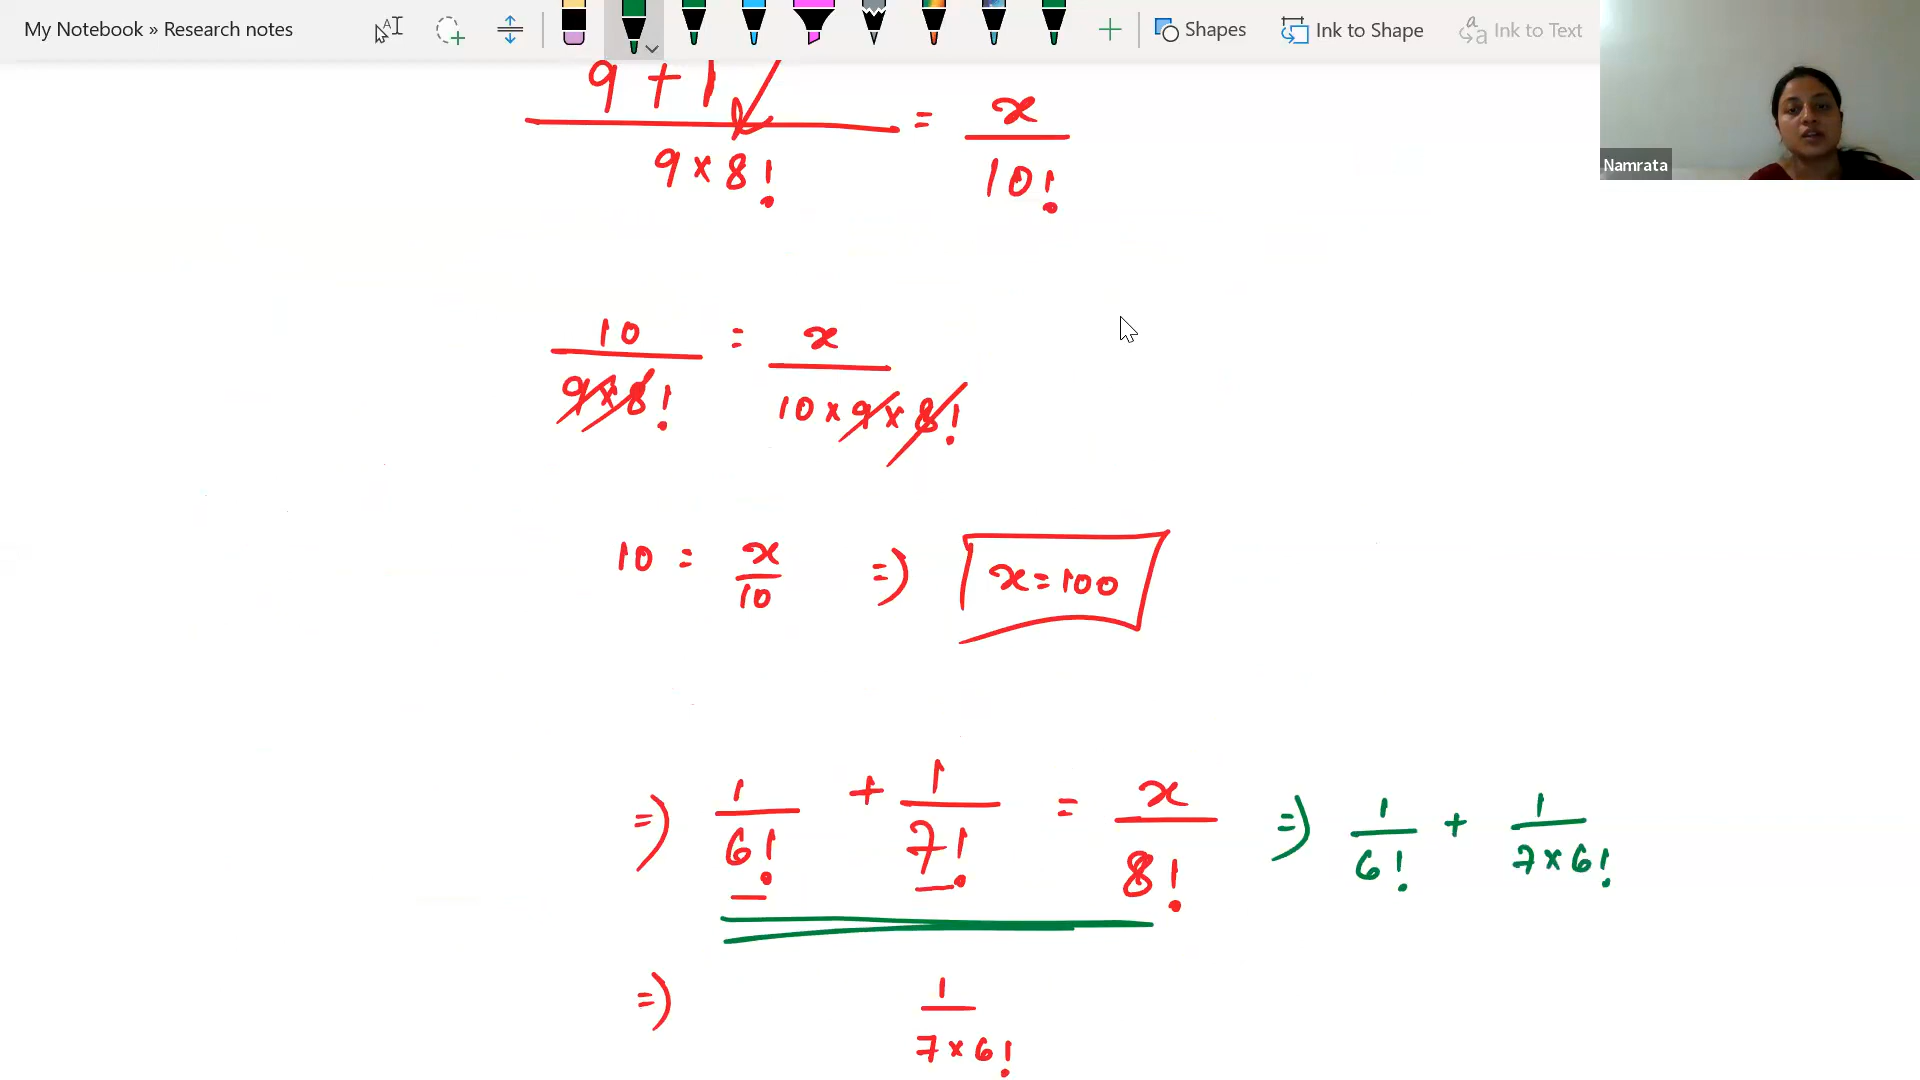 My Notebook » Research notes
Shapes
Ink to Shape
Ink to Text
Namrata
9 + 1 / 9 × 8! = x / 10!
10 / 9 × 8! = x / 10 × 9 × 8!
10 = x / 10 ⇒ x = 100
⇒ 1 / 6! + 1 / 7! = x / 8! ⇒ 1 / 6! + 1 / 7 × 6!
⇒ 1 / 7 × 6!